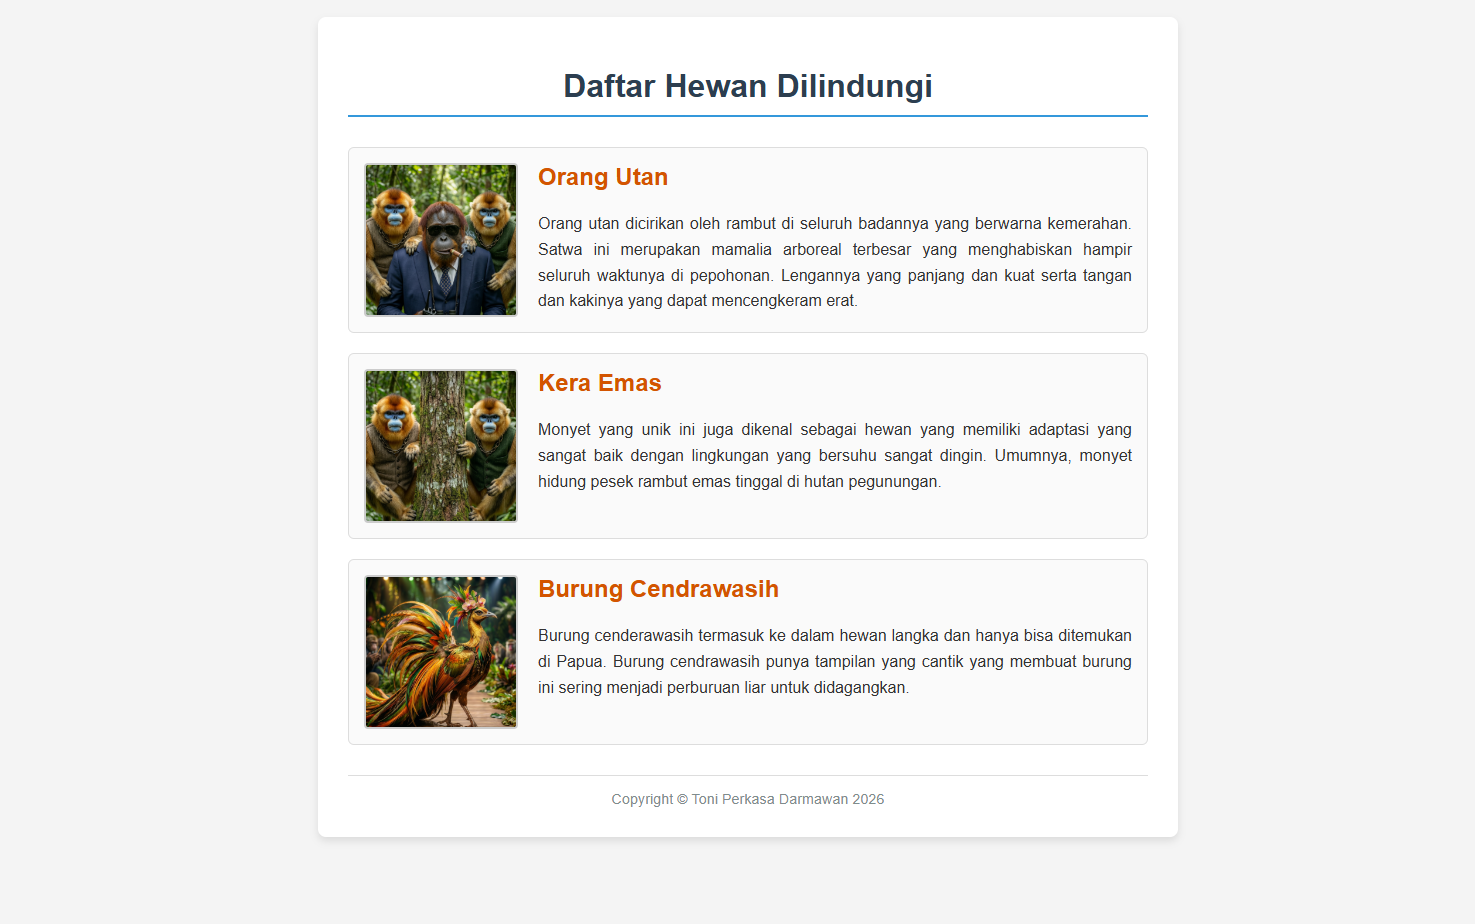 Daftar Hewan Dilindungi
Orang Utan
Orang utan dicirikan oleh rambut di seluruh badannya yang berwarna kemerahan.
Satwa ini merupakan mamalia arboreal terbesar yang menghabiskan hampir
seluruh waktunya di pepohonan. Lengannya yang panjang dan kuat serta tangan
dan kakinya yang dapat mencengkeram erat.
Kera Emas
Monyet yang unik ini juga dikenal sebagai hewan yang memiliki adaptasi yang
sangat baik dengan lingkungan yang bersuhu sangat dingin. Umumnya, monyet
hidung pesek rambut emas tinggal di hutan pegunungan.
Burung Cendrawasih
Burung cenderawasih termasuk ke dalam hewan langka dan hanya bisa ditemukan
di Papua. Burung cendrawasih punya tampilan yang cantik yang membuat burung
ini sering menjadi perburuan liar untuk didagangkan.
Copyright © Toni Perkasa Darmawan 2026